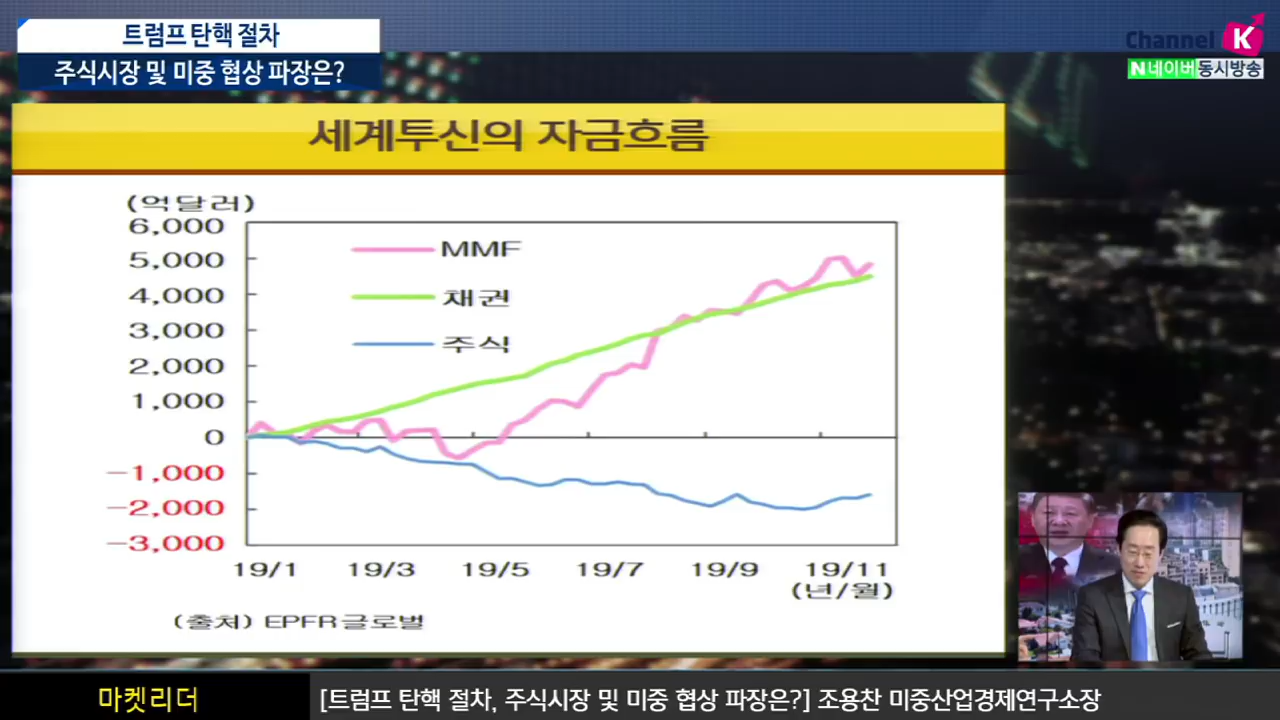 트럼프 탄핵 절차
주식시장 및 미중 협상 파장은?
Channel K
N 네이버 동시방송
세계투신의 자금흐름
(억달러)
6,000
5,000
4,000
3,000
2,000
1,000
0
-1,000
-2,000
-3,000
MMF
채권
주식
19/1 19/3 19/5 19/7 19/9 19/11
(년/월)
(출처) EPFR글로벌
마켓리더
[트럼프 탄핵 절차, 주식시장 및 미중 협상 파장은?] 조용찬 미중산업경제연구소장